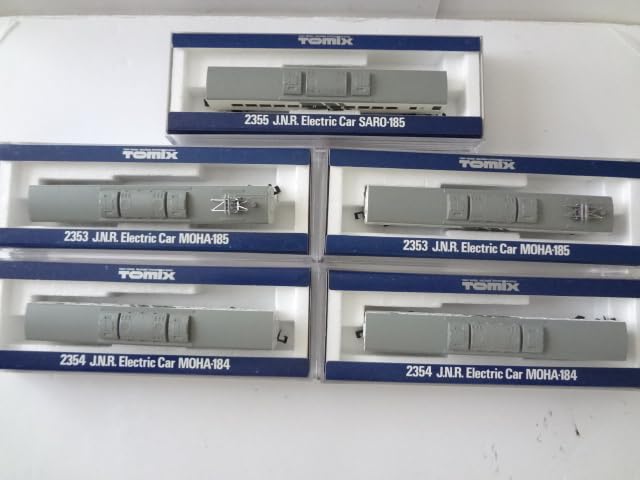 TOMIX
2355 J.N.R. Electric Car SARO-185
TOMIX
2353 J.N.R. Electric Car MOHA-185
TOMIX
2353 J.N.R. Electric Car MOHA-185
TOMIX
2354 J.N.R. Electric Car MOHA-184
TOMIX
2354 J.N.R. Electric Car MOHA-184